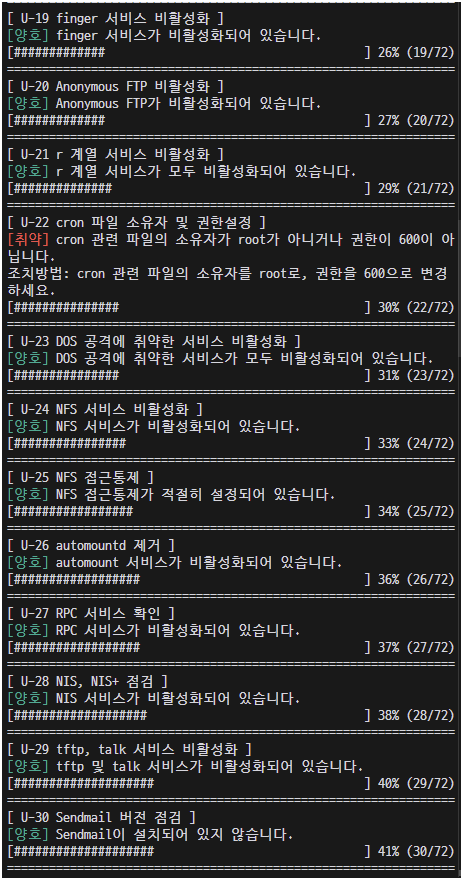 [ U-19 finger 서비스 비활성화 ]
[양호] finger 서비스가 비활성화되어 있습니다.
[############# ] 26% (19/72)
================================================================
[ U-20 Anonymous FTP 비활성화 ]
[양호] Anonymous FTP가 비활성화되어 있습니다.
[############# ] 27% (20/72)
================================================================
[ U-21 r 계열 서비스 비활성화 ]
[양호] r 계열 서비스가 모두 비활성화되어 있습니다.
[############## ] 29% (21/72)
================================================================
[ U-22 cron 파일 소유자 및 권한설정 ]
[취약] cron 관련 파일의 소유자가 root가 아니거나 권한이 600이 아
닙니다.
조치방법: cron 관련 파일의 소유자를 root로, 권한을 600으로 변경
하세요.
[############### ] 30% (22/72)
================================================================
[ U-23 DOS 공격에 취약한 서비스 비활성화 ]
[양호] DOS 공격에 취약한 서비스가 모두 비활성화되어 있습니다.
[############### ] 31% (23/72)
================================================================
[ U-24 NFS 서비스 비활성화 ]
[양호] NFS 서비스가 비활성화되어 있습니다.
[################ ] 33% (24/72)
================================================================
[ U-25 NFS 접근통제 ]
[양호] NFS 접근통제가 적절히 설정되어 있습니다.
[################# ] 34% (25/72)
================================================================
[ U-26 automountd 제거 ]
[양호] automount 서비스가 비활성화되어 있습니다.
[################## ] 36% (26/72)
================================================================
[ U-27 RPC 서비스 확인 ]
[양호] RPC 서비스가 비활성화되어 있습니다.
[################## ] 37% (27/72)
================================================================
[ U-28 NIS, NIS+ 점검 ]
[양호] NIS 서비스가 비활성화되어 있습니다.
[################### ] 38% (28/72)
================================================================
[ U-29 tftp, talk 서비스 비활성화 ]
[양호] tftp 및 talk 서비스가 비활성화되어 있습니다.
[#################### ] 40% (29/72)
================================================================
[ U-30 Sendmail 버전 점검 ]
[양호] Sendmail이 설치되어 있지 않습니다.
[#################### ] 41% (30/72)
================================================================